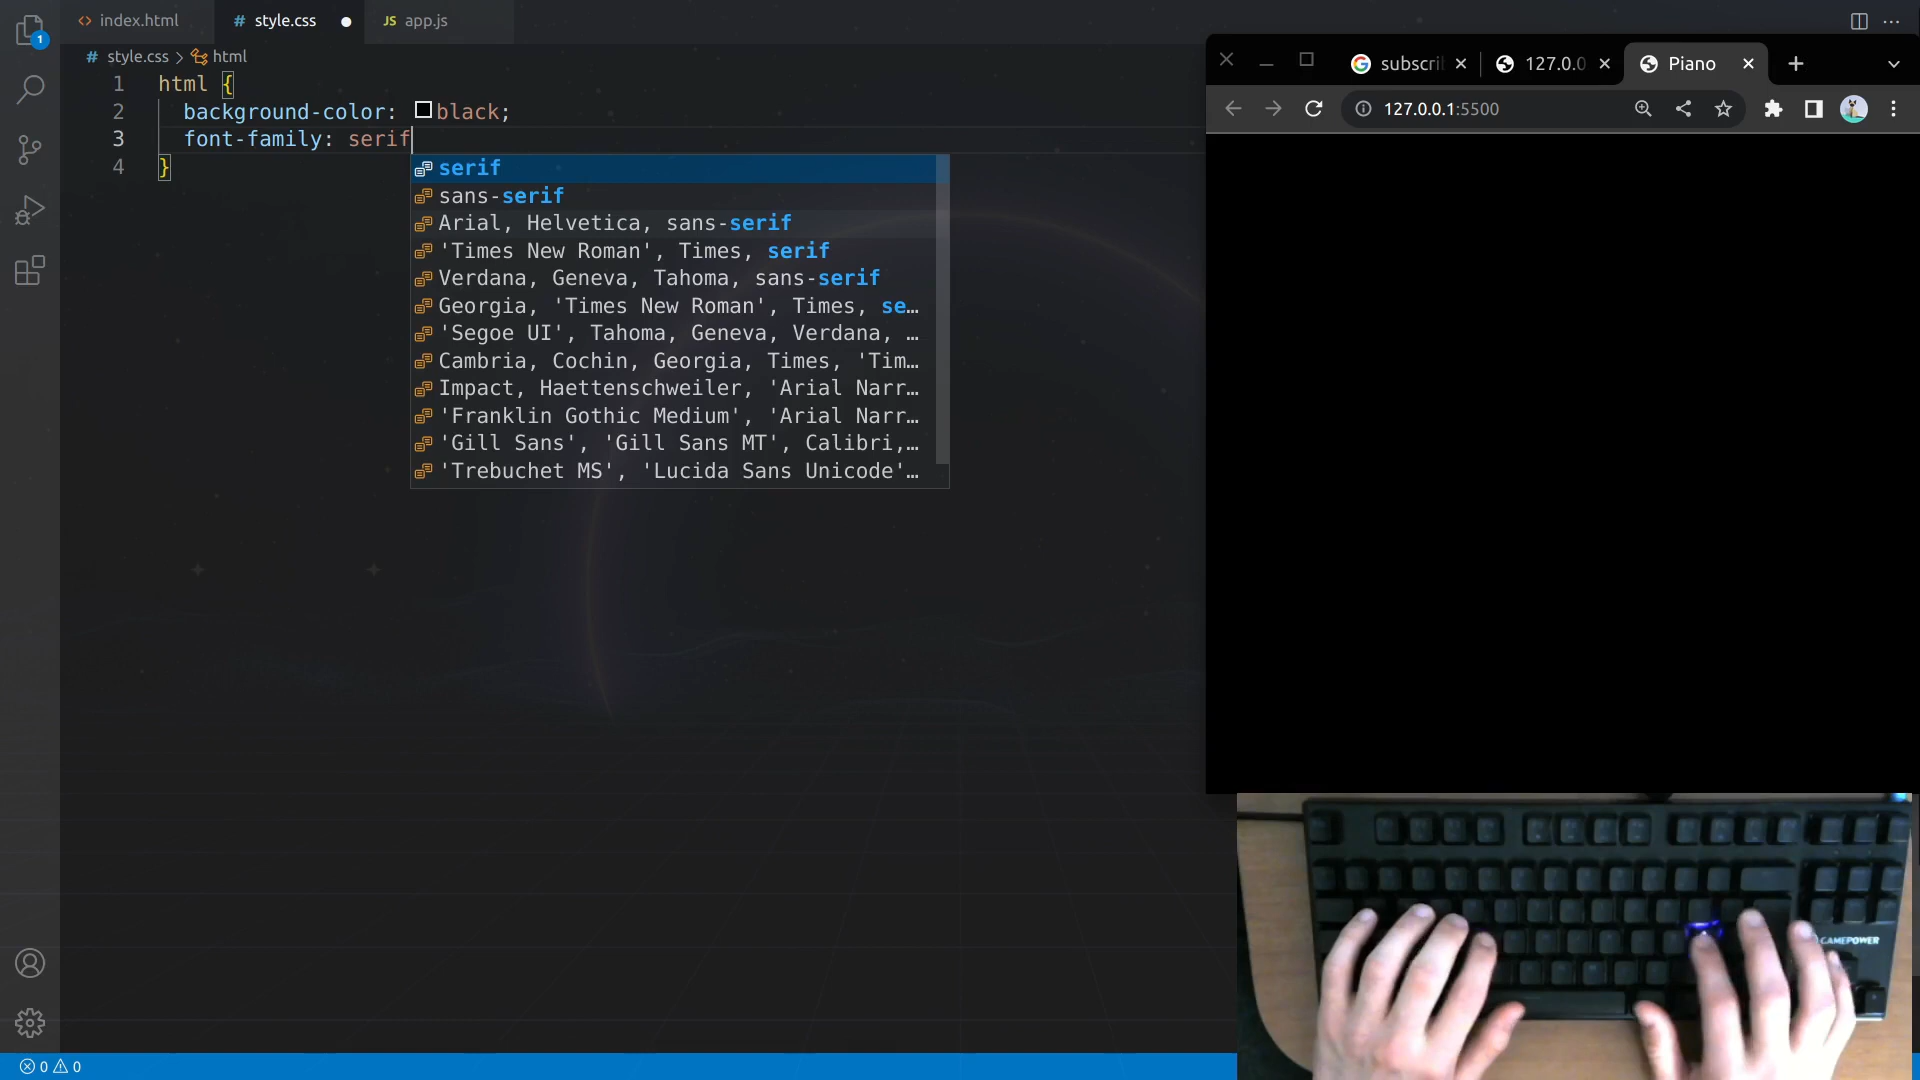 index.html
style.css
JS app.js
# style.css > html
1 html {
2 background-color: black;
3 font-family: serif
4 }
serif
sans-serif
Arial, Helvetica, sans-serif
'Times New Roman', Times, serif
Verdana, Geneva, Tahoma, sans-serif
Georgia, 'Times New Roman', Times, se…
'Segoe UI', Tahoma, Geneva, Verdana, …
Cambria, Cochin, Georgia, Times, 'Tim…
Impact, Haettenschweiler, 'Arial Narr…
'Franklin Gothic Medium', 'Arial Narr…
'Gill Sans', 'Gill Sans MT', Calibri,…
'Trebuchet MS', 'Lucida Sans Unicode'…
1
0 0
subscri
127.0.0
Piano
127.0.0.1:5500
GAMEPOWER